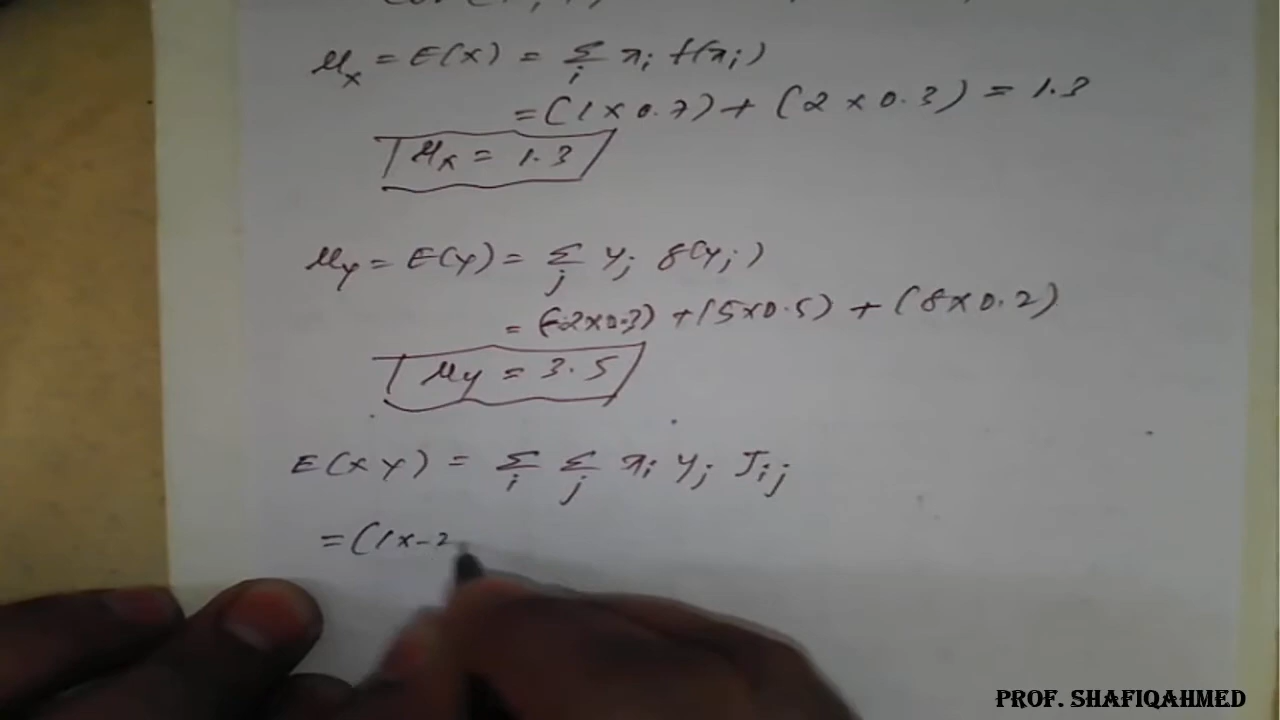 μx = E(X) = Σi xi f(xi)
= (1 × 0.7) + (2 × 0.3) = 1.3
μx = 1.3
μy = E(Y) = Σj yj g(yj)
= (-2×0.3) + (5×0.5) + (8×0.2)
μy = 3.5
E(XY) = Σi Σj xi yj Jij
= (1×-2
PROF. SHAFIQAHMED